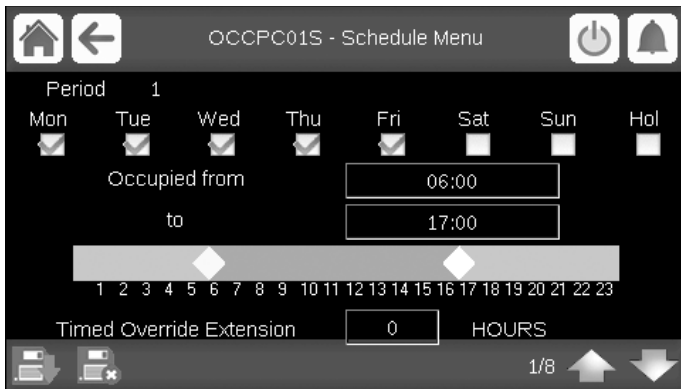 OCCPC01S - Schedule Menu
Period 1
Mon Tue Wed Thu Fri Sat Sun Hol
Occupied from 06:00
to 17:00
1 2 3 4 5 6 7 8 9 10 11 12 13 14 15 16 17 18 19 20 21 22 23
Timed Override Extension 0 HOURS
1/8